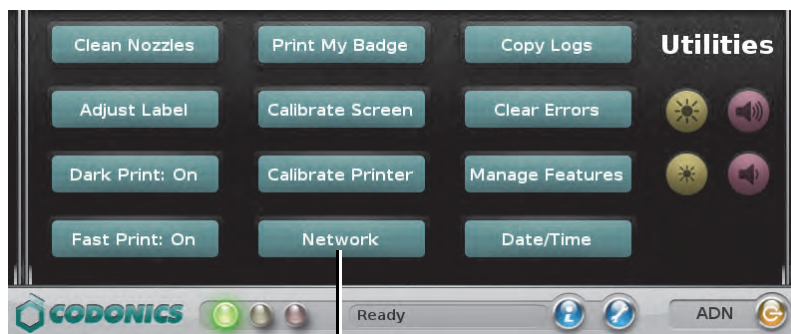 Clean Nozzles Print My Badge Copy Logs Utilities
Adjust Label Calibrate Screen Clear Errors
Dark Print: On Calibrate Printer Manage Features
Fast Print: On Network Date/Time
CODONICS Ready i ? ADN